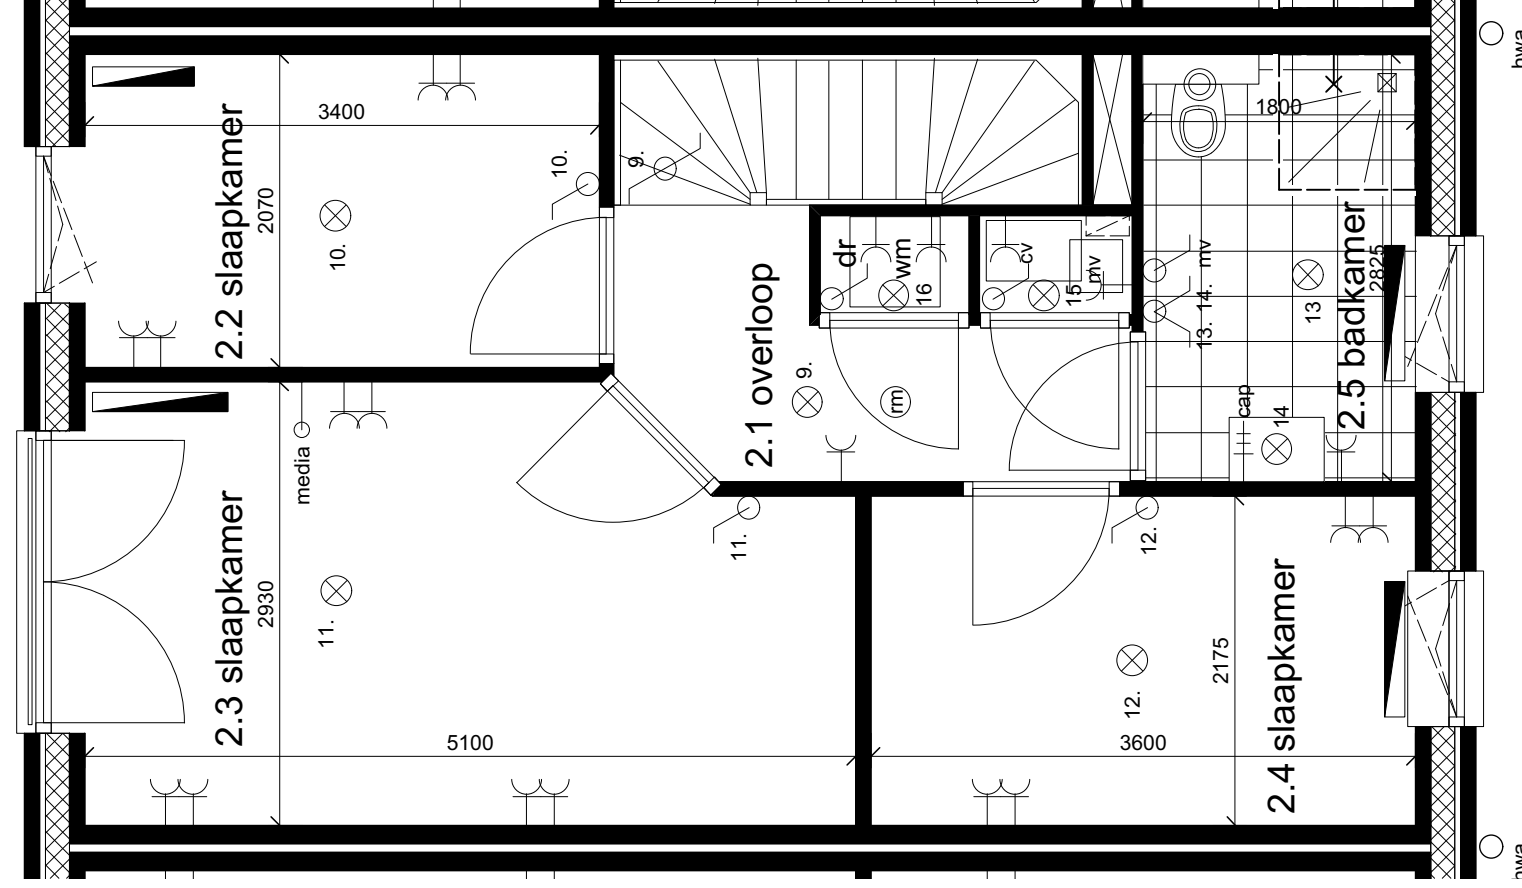 hwa
3400
1800
10.
9.
2.2 slaapkamer
2070
10.
2.1 overloop
dr
wm
16
cv
15
mv
mv
13. 14.
13
2825
2.5 badkamer
9.
rm
cap
14
media
11.
12.
2.3 slaapkamer
2930
11.
2175
12.
2.4 slaapkamer
5100
3600
hwa